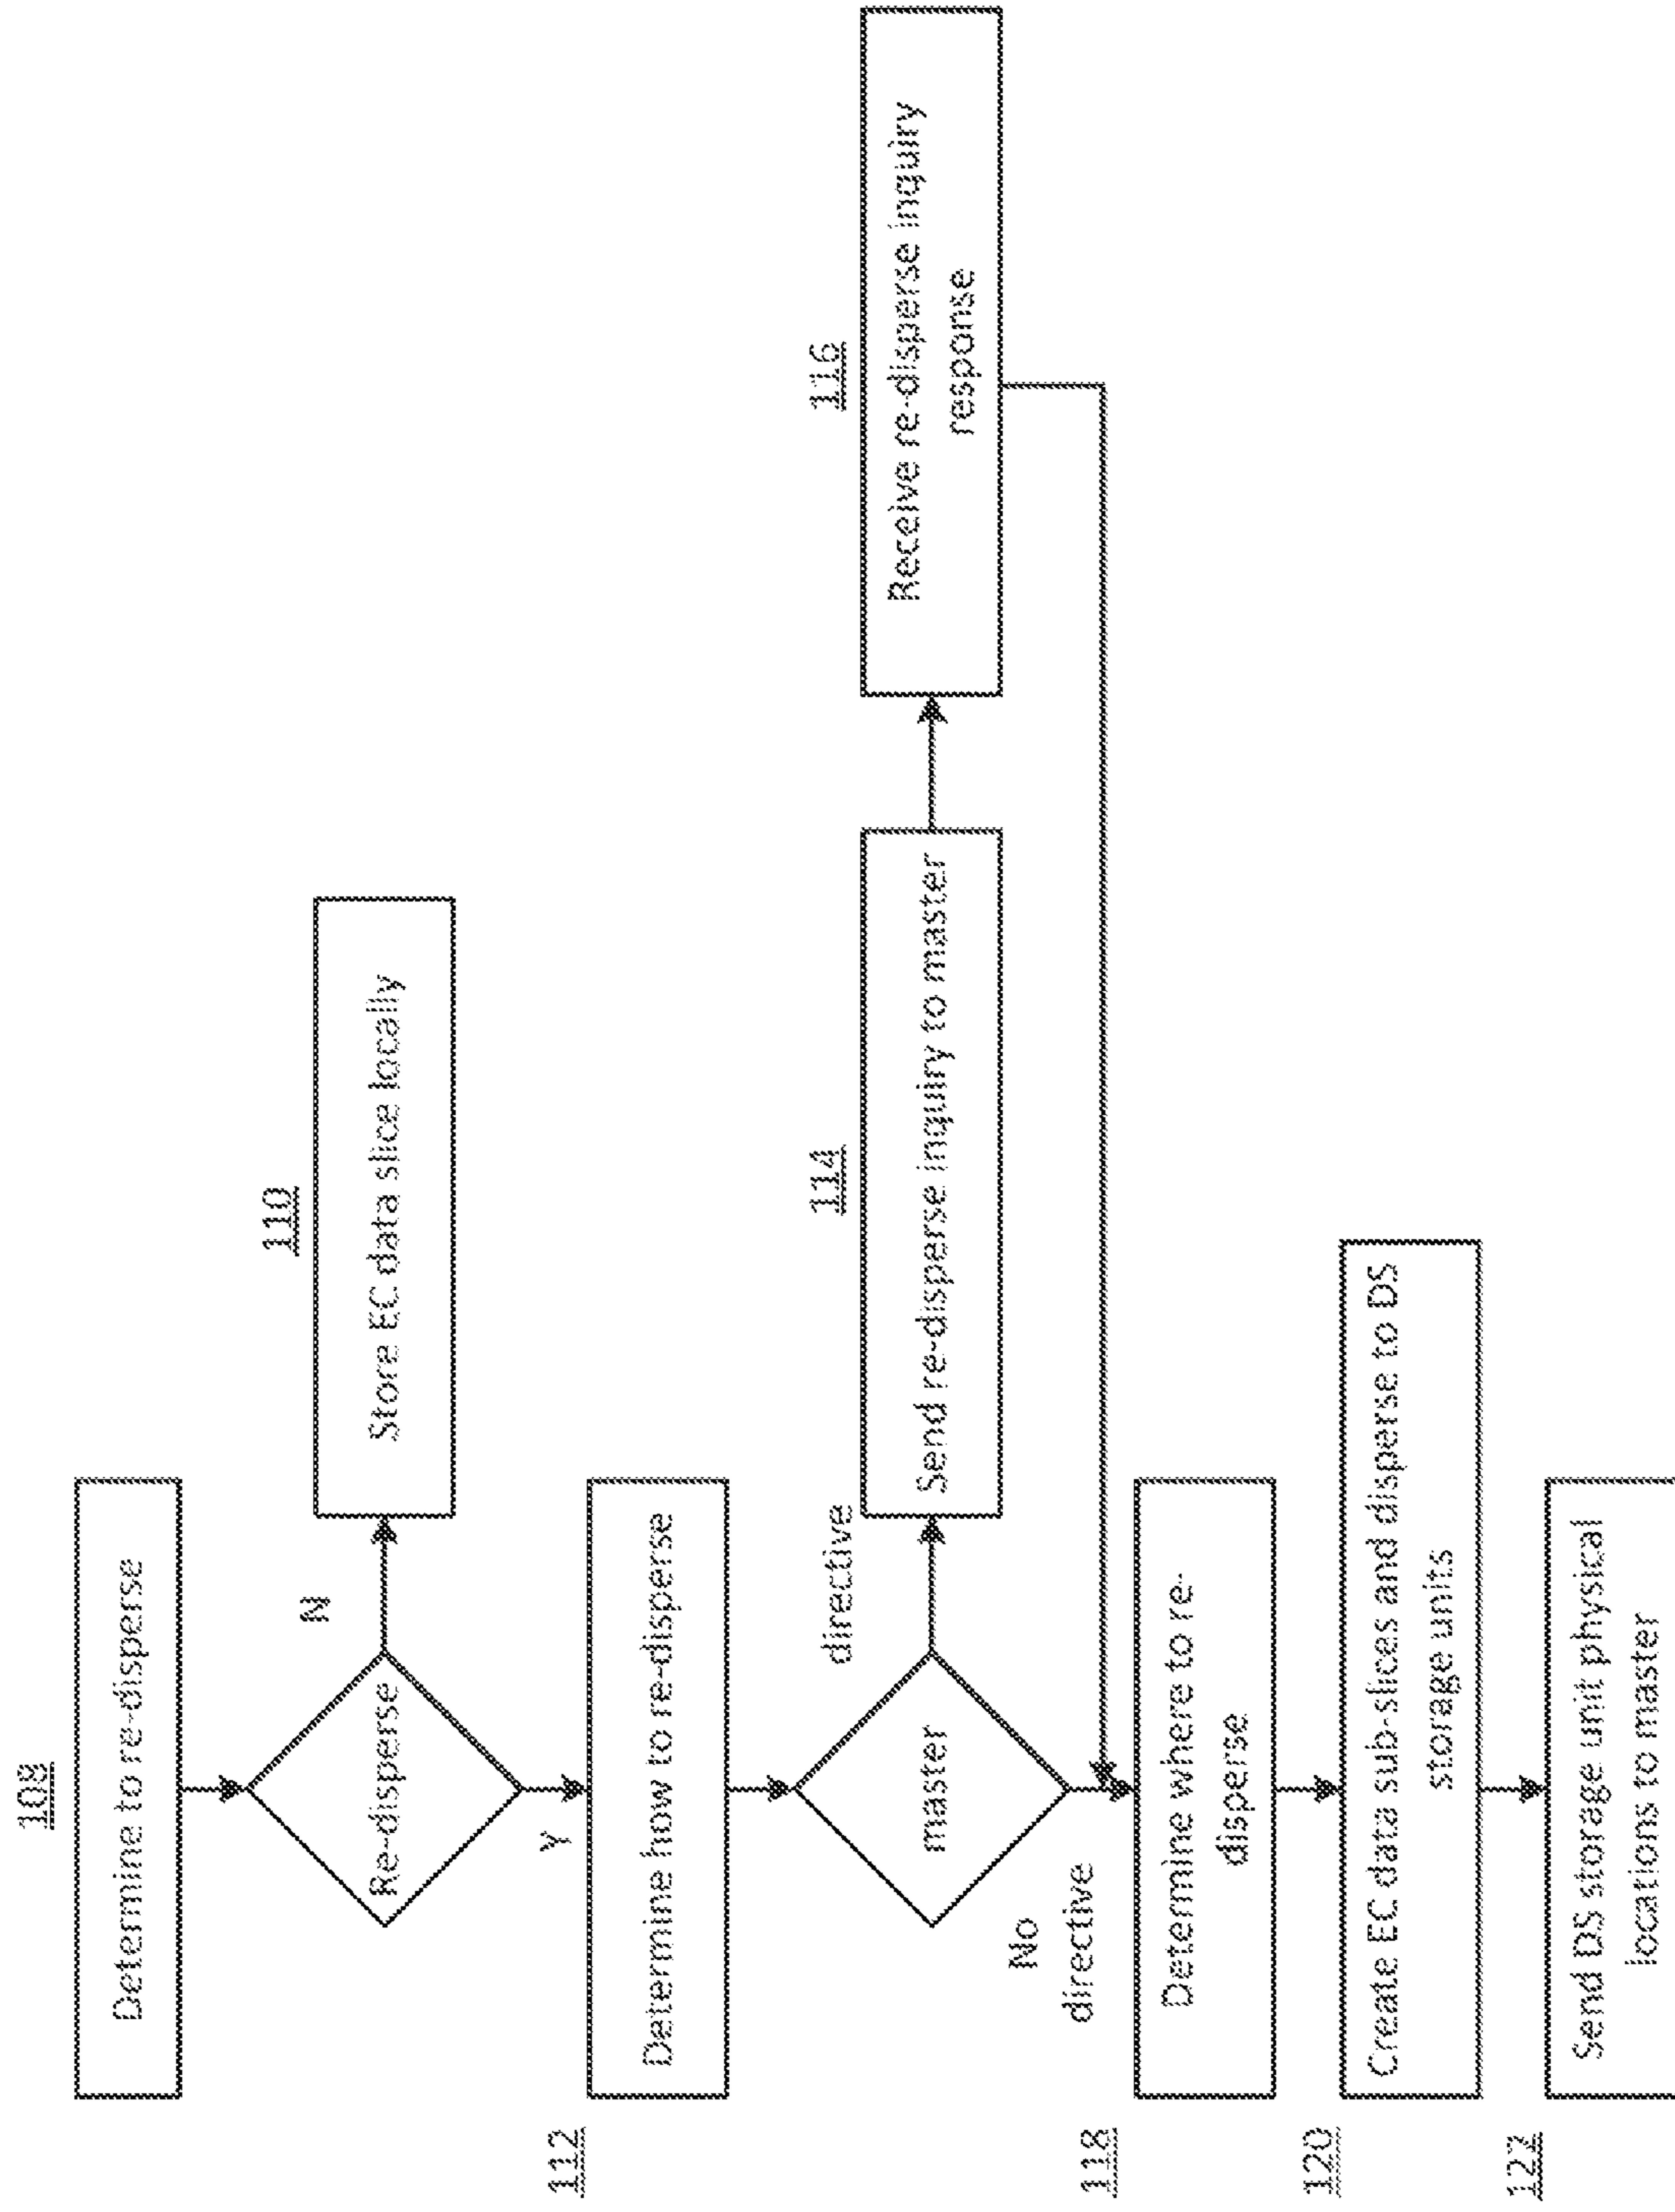 108
Determine to re-disperse
Re-disperse
N
110
Store EC data slice locally
Y
112
Determine how to re-disperse
master
directive
114
Send re-disperse inquiry to master
116
Receive re-disperse inquiry
response
No
directive
118
Determine where to re-
disperse
120
Create EC data sub-slices and disperse to DS
storage units
122
Send DS storage unit physical
locations to master